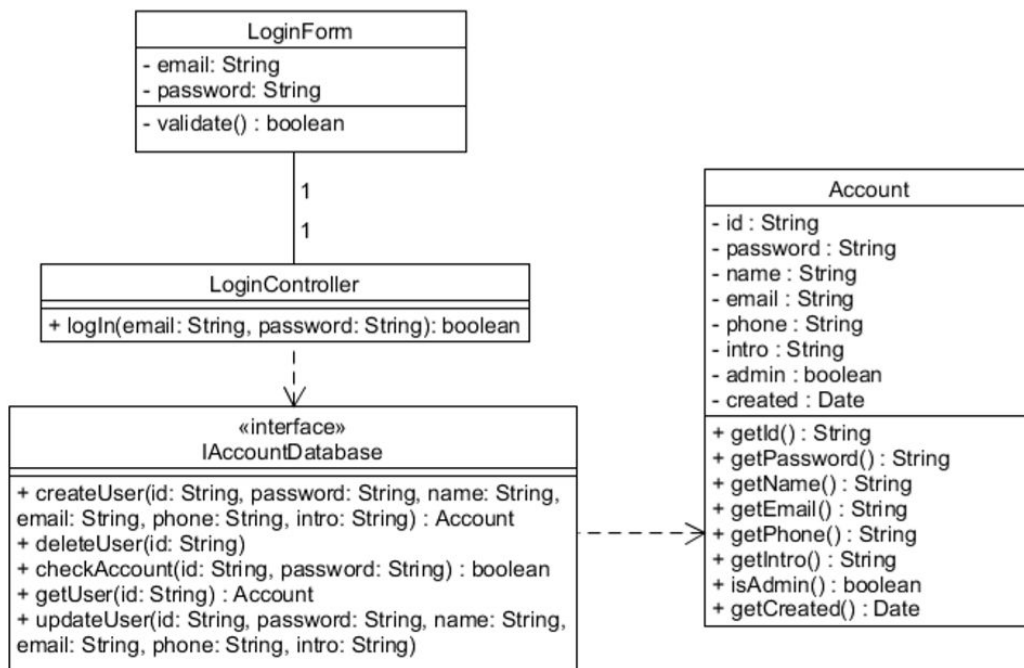 LoginForm
- email: String
- password: String
- validate() : boolean
1
1
LoginController
+ logIn(email: String, password: String): boolean
«interface»
IAccountDatabase
+ createUser(id: String, password: String, name: String,
email: String, phone: String, intro: String) : Account
+ deleteUser(id: String)
+ checkAccount(id: String, password: String) : boolean
+ getUser(id: String) : Account
+ updateUser(id: String, password: String, name: String,
email: String, phone: String, intro: String)
Account
- id : String
- password : String
- name : String
- email : String
- phone : String
- intro : String
- admin : boolean
- created : Date
+ getId() : String
+ getPassword() : String
+ getName() : String
+ getEmail() : String
+ getPhone() : String
+ getIntro() : String
+ isAdmin() : boolean
+ getCreated() : Date